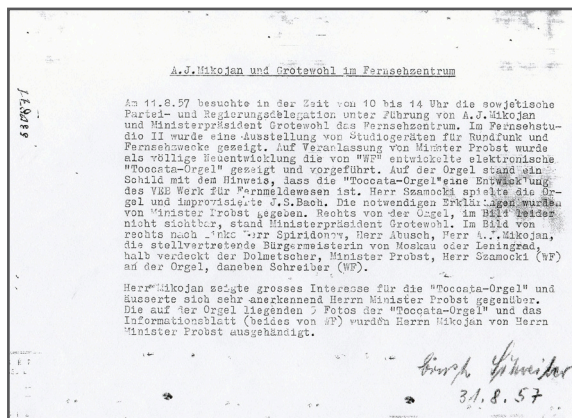 A.J.Mikojan und Grotewohl im Fernsehzentrum
Am 11.8.57 besuchte in der Zeit von 10 bis 14 Uhr die sowjetische
Partei- und Regierungsdelegation unter Führung von A.J.Mikojan
und Ministerpräsident Grotewohl das Fernsehzentrum. Im Fernsehstu-
dio II wurde eine Ausstellung von Studiogeräten für Rundfunk und
Fernsehzwecke gezeigt. Auf Veranlassung von Minister Probst wurde
als völlige Neuentwicklung die von "WF" entwickelte elektronische
"Toccata-Orgel" gezeigt und vorgeführt. Auf der Orgel stand ein
Schild mit dem Hinweis, dass die "Toccata-Orgel"eine Entwicklung
des VEB Werk für Fernmeldewesen ist. Herr Szamocki spielte die Or-
gel und improvisierte J.S.Bach. Die notwendigen Erklärungen wurden
von Minister Probst gegeben. Rechts von der Orgel, im Bild leider
nicht sichtbar, stand Ministerpräsident Grotewohl. Im Bild von
rechts nach links Herr Spiridonow, Herr Abusch, Herr A.J.Mikojan,
die stellvertretende Bürgermeisterin von Moskau oder Leningrad,
halb verdeckt der Dolmetscher, Minister Probst, Herr Szamocki (WF)
an der Orgel, daneben Schreiber (WF).
Herr Mikojan zeigte grosses Interesse für die "Toccata-Orgel" und
äusserte sich sehr anerkennend Herrn Minister Probst gegenüber.
Die auf der Orgel liegenden 5 Fotos der "Toccata-Orgel" und das
Informationsblatt (beides von WF) wurden Herrn Mikojan von Herrn
Minister Probst ausgehändigt.
Schreiber
31.8.57